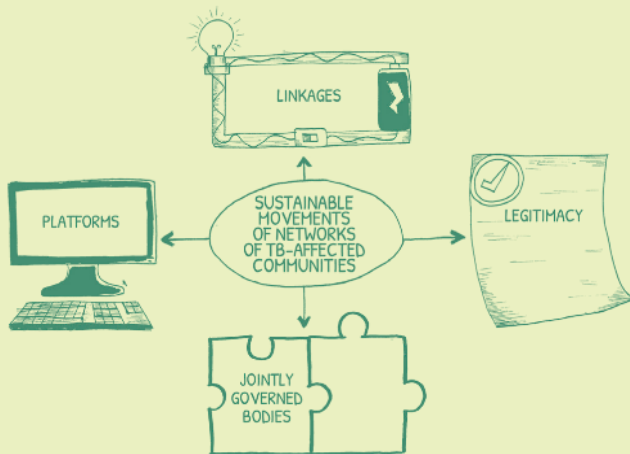 LINKAGES
PLATFORMS
SUSTAINABLE
MOVEMENTS
OF NETWORKS
OF TB-AFFECTED
COMMUNITIES
LEGITIMACY
JOINTLY
GOVERNED
BODIES